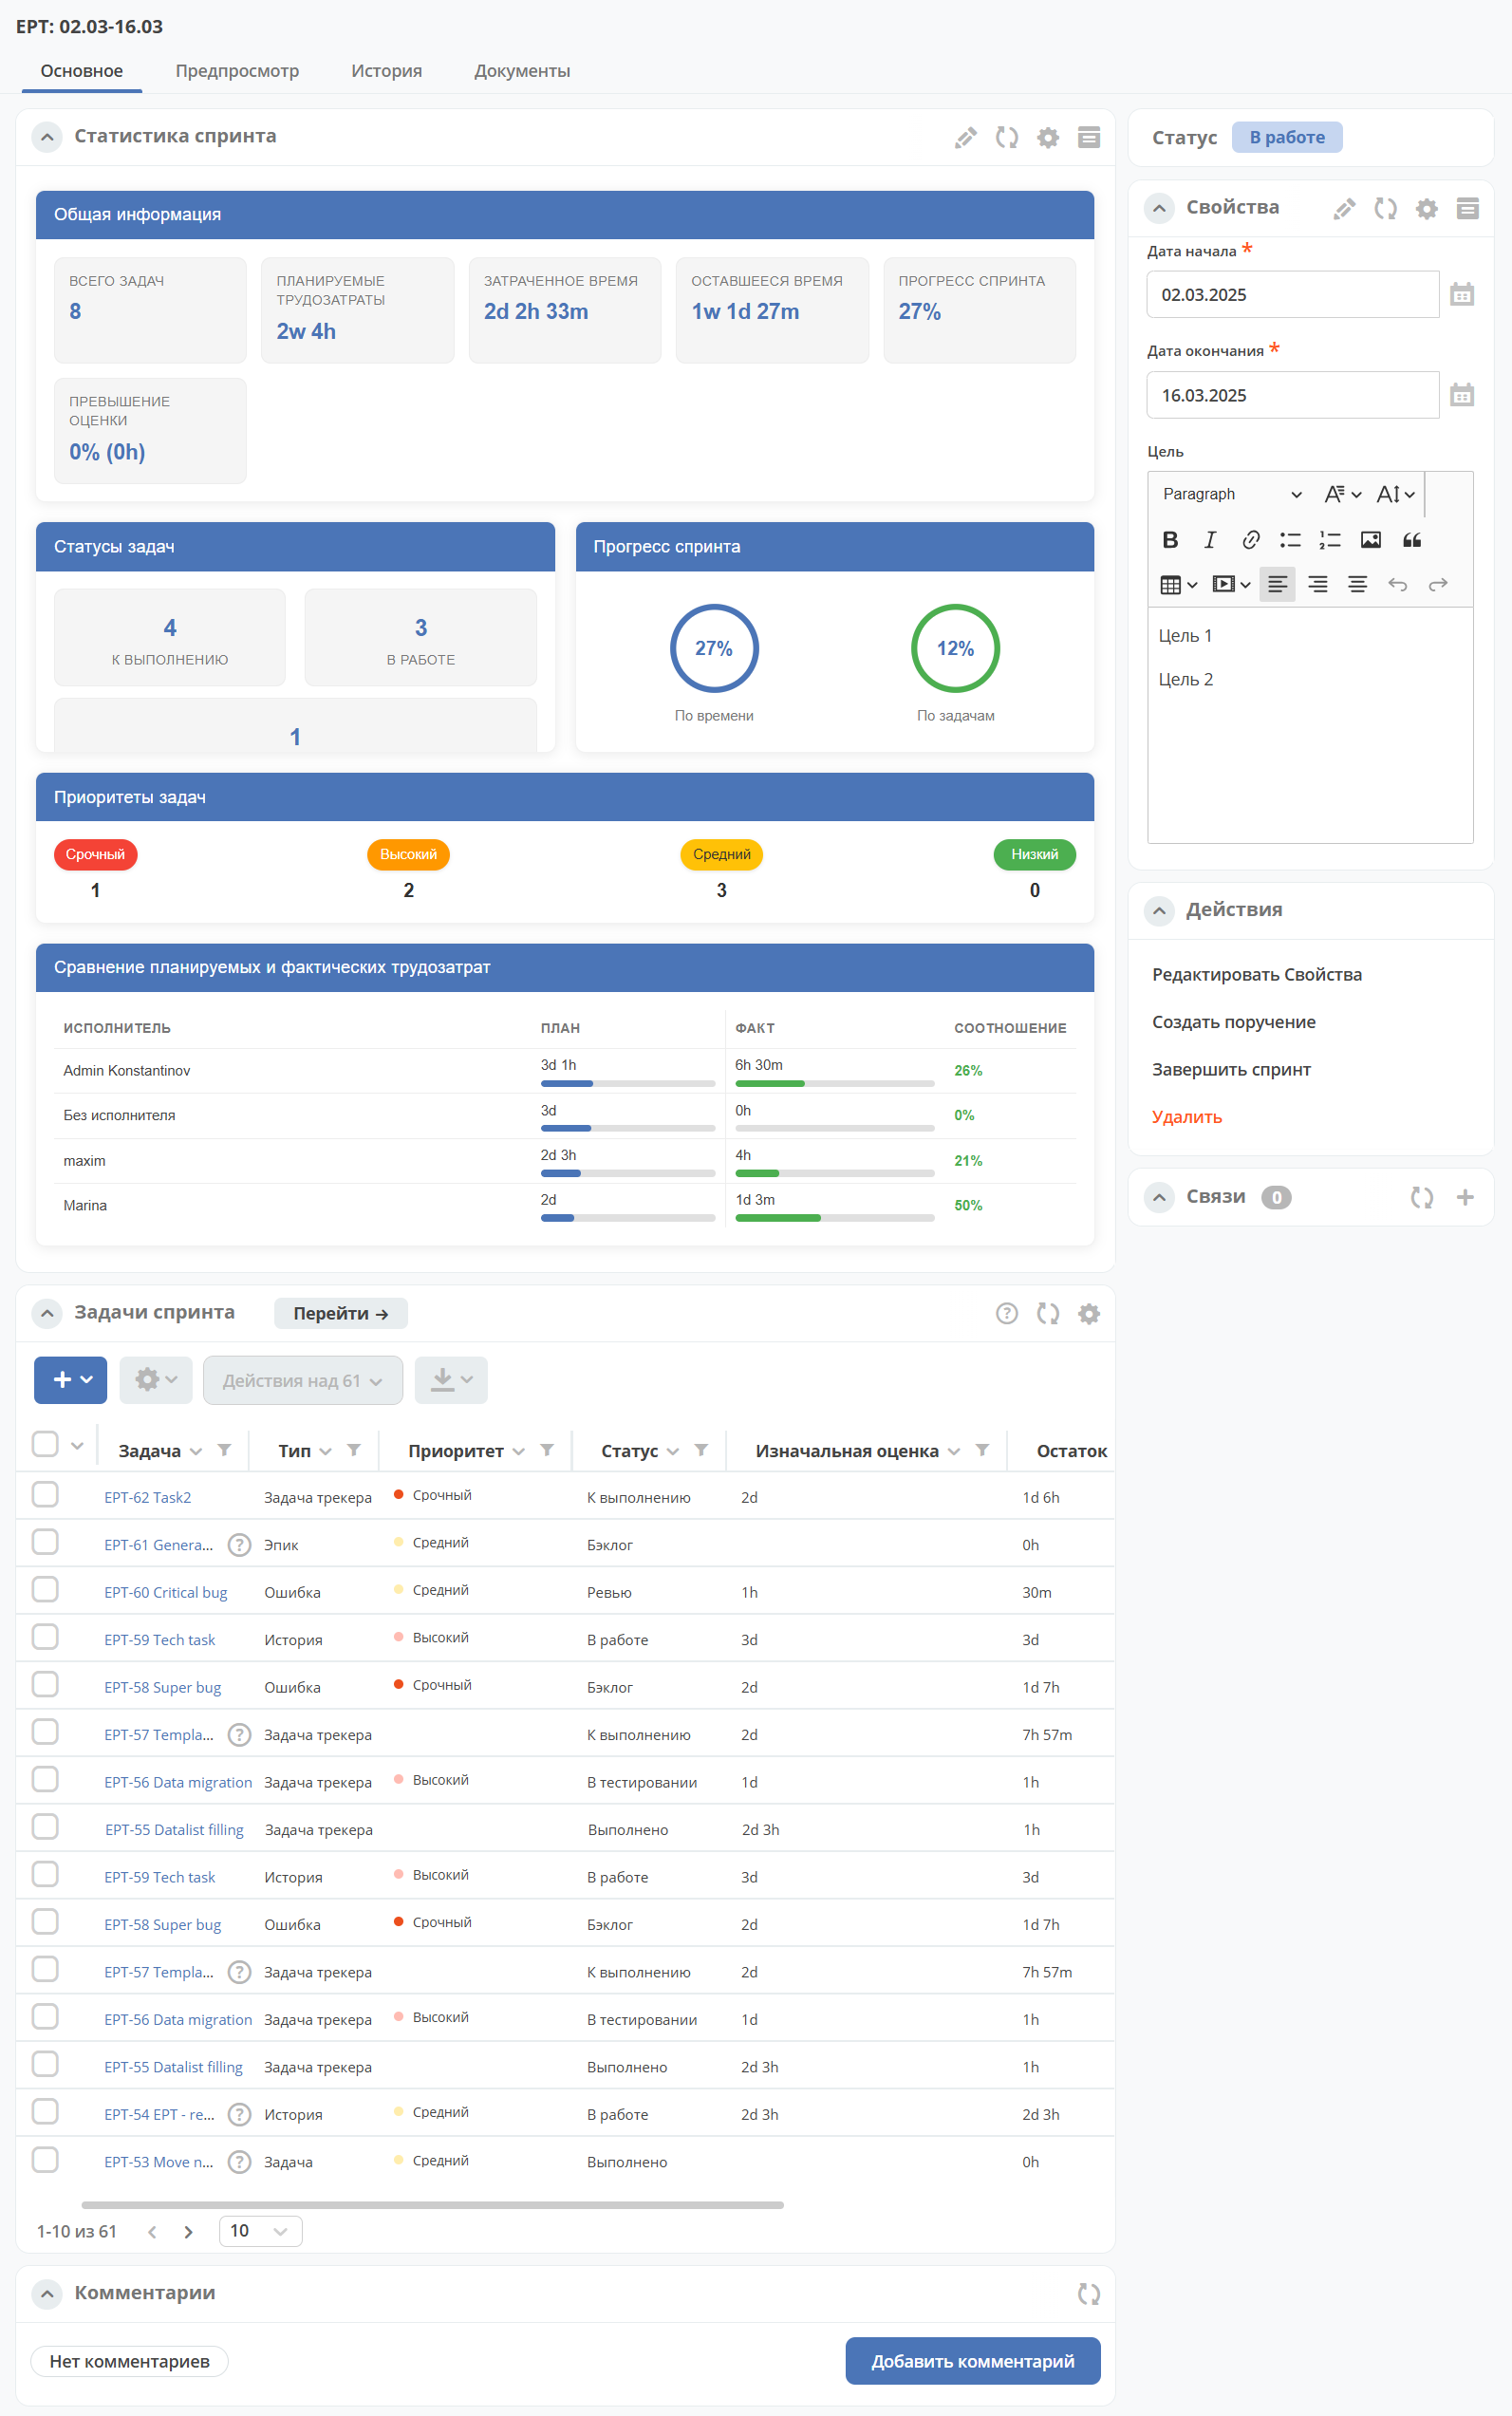 EPT: 02.03-16.03
Основное Предпросмотр История Документы
Статистика спринта
Общая информация
ВСЕГО ЗАДАЧ
8
ПЛАНИРУЕМЫЕ
ТРУДОЗАТРАТЫ
2w 4h
ЗАТРАЧЕННОЕ ВРЕМЯ
2d 2h 33m
ОСТАВШЕЕСЯ ВРЕМЯ
1w 1d 27m
ПРОГРЕСС СПРИНТА
27%
ПРЕВЫШЕНИЕ
ОЦЕНКИ
0% (0h)
Статусы задач
4
К ВЫПОЛНЕНИЮ
3
В РАБОТЕ
1
Прогресс спринта
27%
По времени
12%
По задачам
Приоритеты задач
Срочный
1
Высокий
2
Средний
3
Низкий
0
Сравнение планируемых и фактических трудозатрат
ИСПОЛНИТЕЛЬ ПЛАН ФАКТ СООТНОШЕНИЕ
Admin Konstantinov 3d 1h 6h 30m 26%
Без исполнителя 3d 0h 0%
maxim 2d 3h 4h 21%
Marina 2d 1d 3m 50%
Задачи спринта Перейти →
Действия над 61
Задача Тип Приоритет Статус Изначальная оценка Остаток
EPT-62 Task2 Задача трекера Срочный К выполнению 2d 1d 6h
EPT-61 Genera... ? Эпик Средний Бэклог 0h
EPT-60 Critical bug Ошибка Средний Ревью 1h 30m
EPT-59 Tech task История Высокий В работе 3d 3d
EPT-58 Super bug Ошибка Срочный Бэклог 2d 1d 7h
EPT-57 Templa... ? Задача трекера К выполнению 2d 7h 57m
EPT-56 Data migration Задача трекера Высокий В тестировании 1d 1h
EPT-55 Datalist filling Задача трекера Выполнено 2d 3h 1h
EPT-59 Tech task История Высокий В работе 3d 3d
EPT-58 Super bug Ошибка Срочный Бэклог 2d 1d 7h
EPT-57 Templa... ? Задача трекера К выполнению 2d 7h 57m
EPT-56 Data migration Задача трекера Высокий В тестировании 1d 1h
EPT-55 Datalist filling Задача трекера Выполнено 2d 3h 1h
EPT-54 EPT - re... ? История Средний В работе 2d 3h 2d 3h
EPT-53 Move n... ? Задача Средний Выполнено 0h
1-10 из 61 10
Комментарии
Нет комментариев Добавить комментарий
Статус В работе
Свойства
Дата начала *
02.03.2025
Дата окончания *
16.03.2025
Цель
Paragraph
Цель 1
Цель 2
Действия
Редактировать Свойства
Создать поручение
Завершить спринт
Удалить
Связи 0